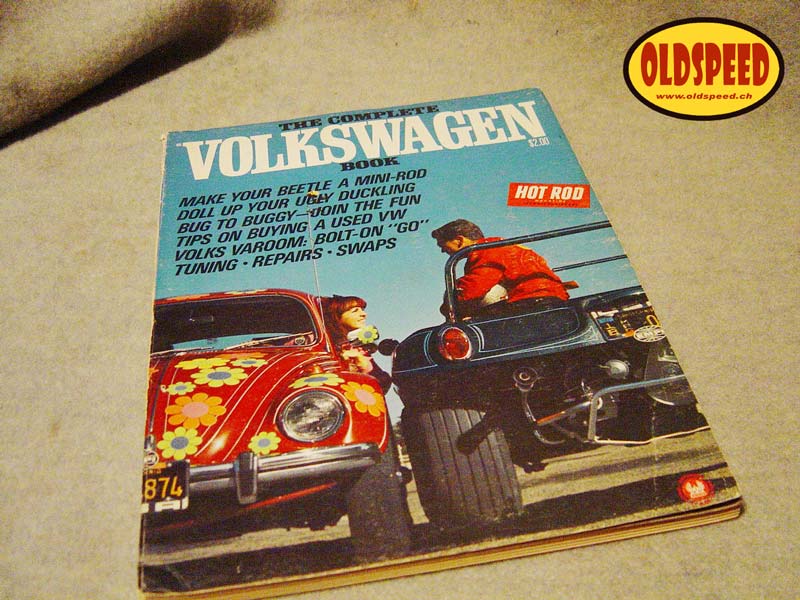 OLDSPEED
www.oldspeed.ch
THE COMPLETE
VOLKSWAGEN
$2.00
BOOK
MAKE YOUR BEETLE A MINI-ROD
DOLL UP YOUR UGLY DUCKLING
BUG TO BUGGY—JOIN THE FUN
TIPS ON BUYING A USED VW
VOLKS VAROOM: BOLT-ON "GO"
TUNING • REPAIRS • SWAPS
HOT ROD
MAGAZINE
874